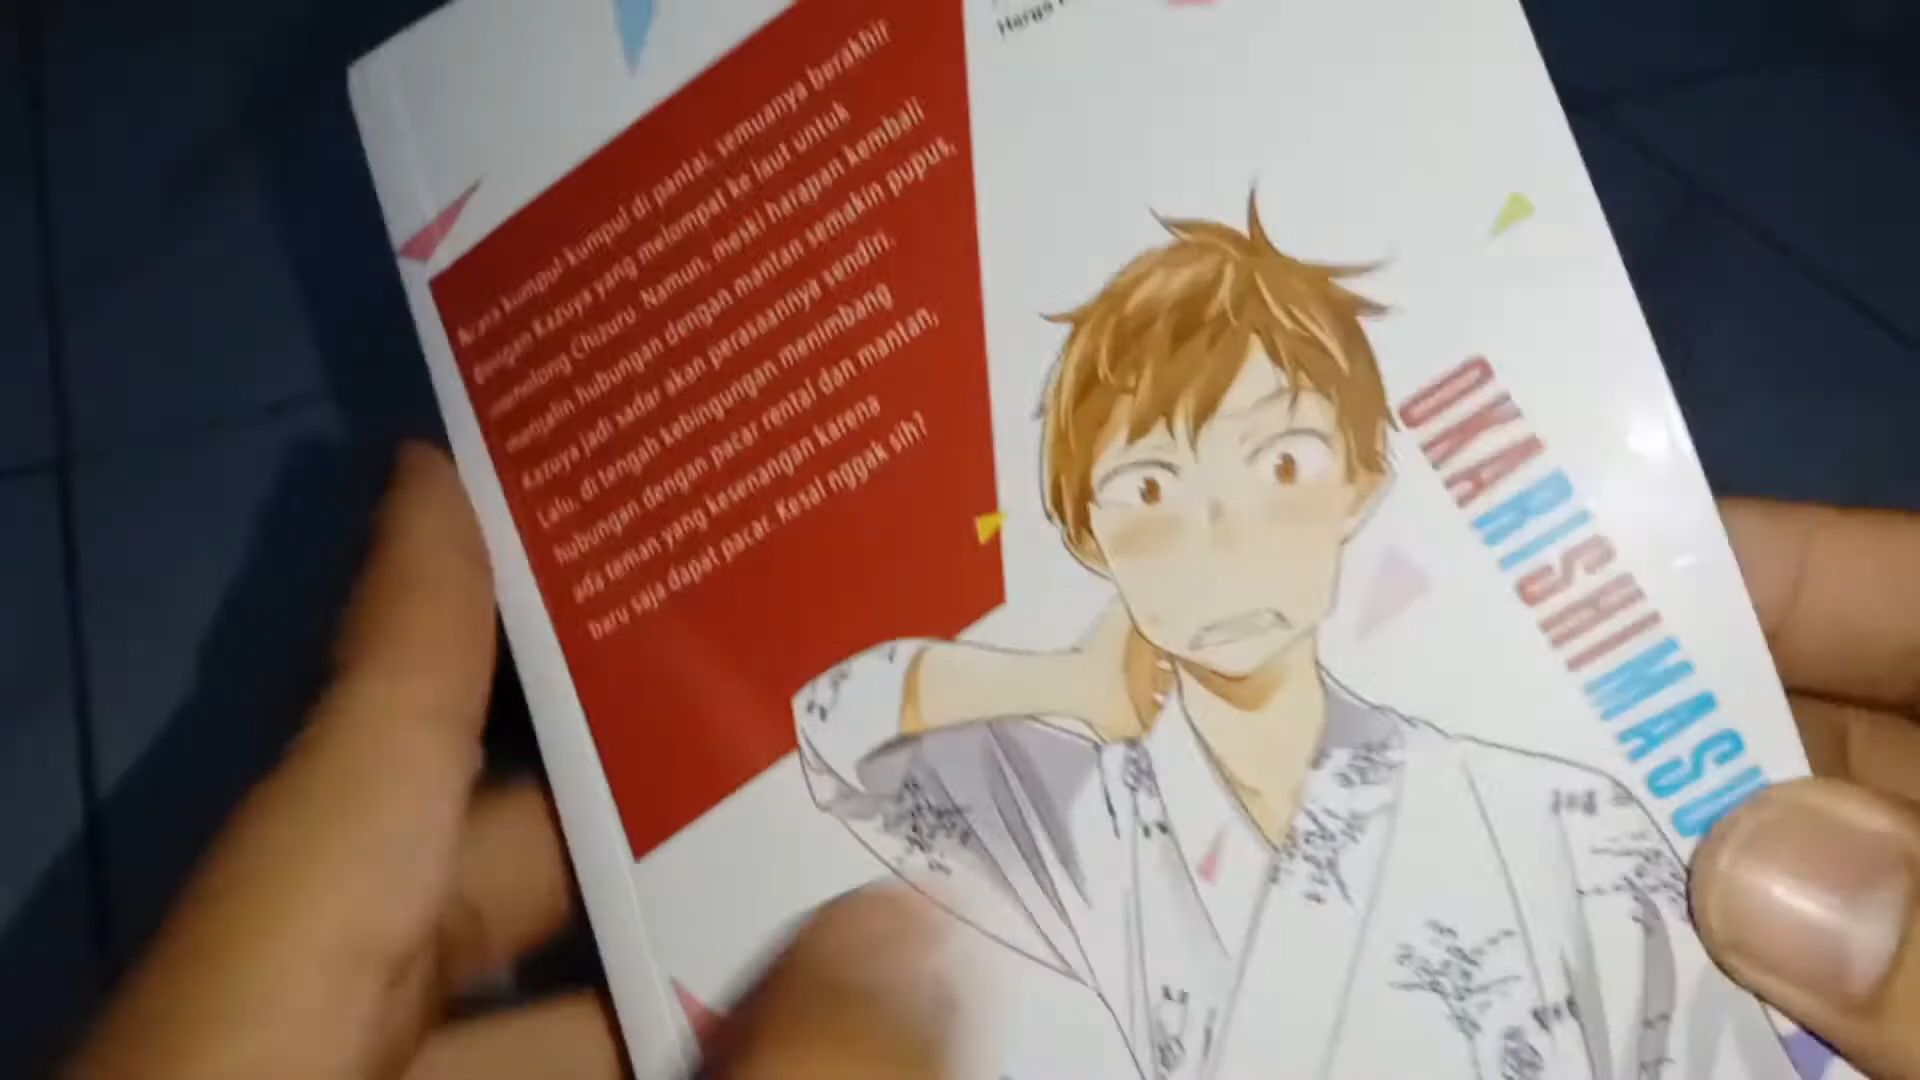 Harga
Acara kumpul-kumpul di pantai, semuanya berakhir
dengan Kazuya yang melompat ke laut untuk
menolong Chizuru. Namun, meski harapan kembali
menjalin hubungan dengan mantan semakin pupus,
Kazuya jadi sadar akan perasaannya sendiri.
Lalu, di tengah kebingungan menimbang
hubungan dengan pacar rental dan mantan,
ada teman yang kesenangan karena
baru saja dapat pacar. Kesal nggak sih?
OKARISHIMASU